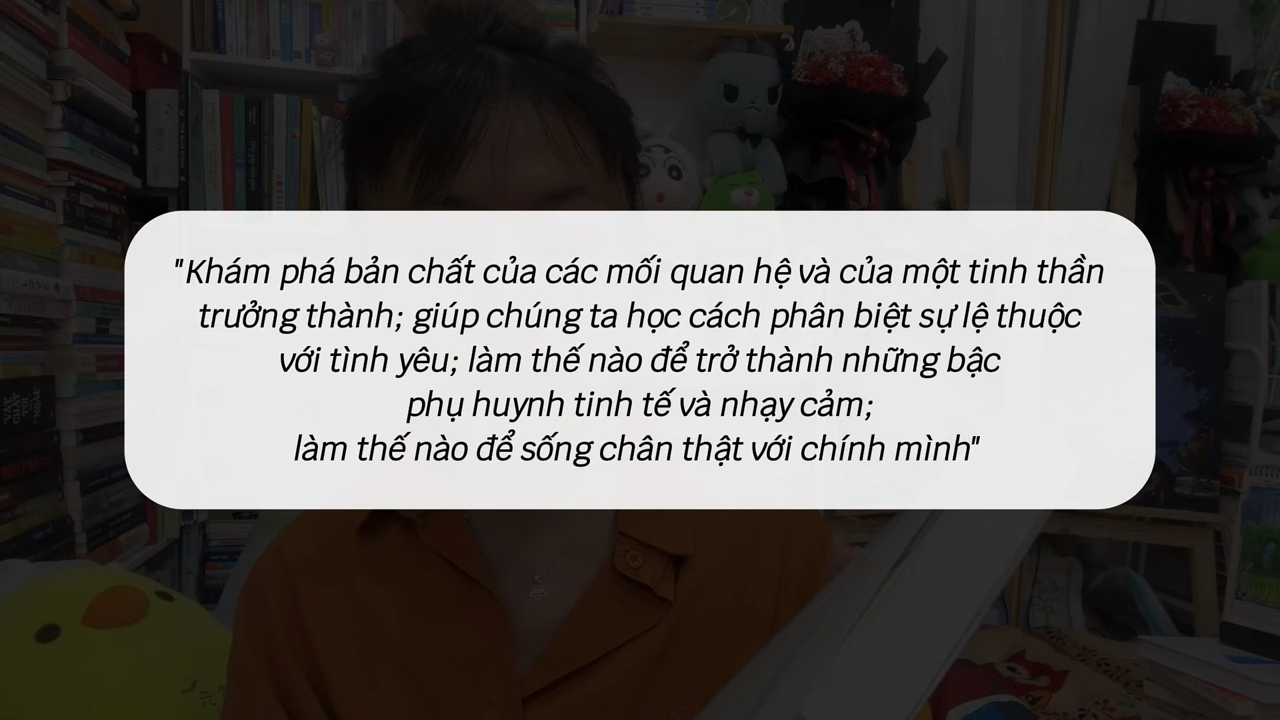 "Khám phá bản chất của các mối quan hệ và của một tinh thần
trưởng thành; giúp chúng ta học cách phân biệt sự lệ thuộc
với tình yêu; làm thế nào để trở thành những bậc
phụ huynh tinh tế và nhạy cảm;
làm thế nào để sống chân thật với chính mình"